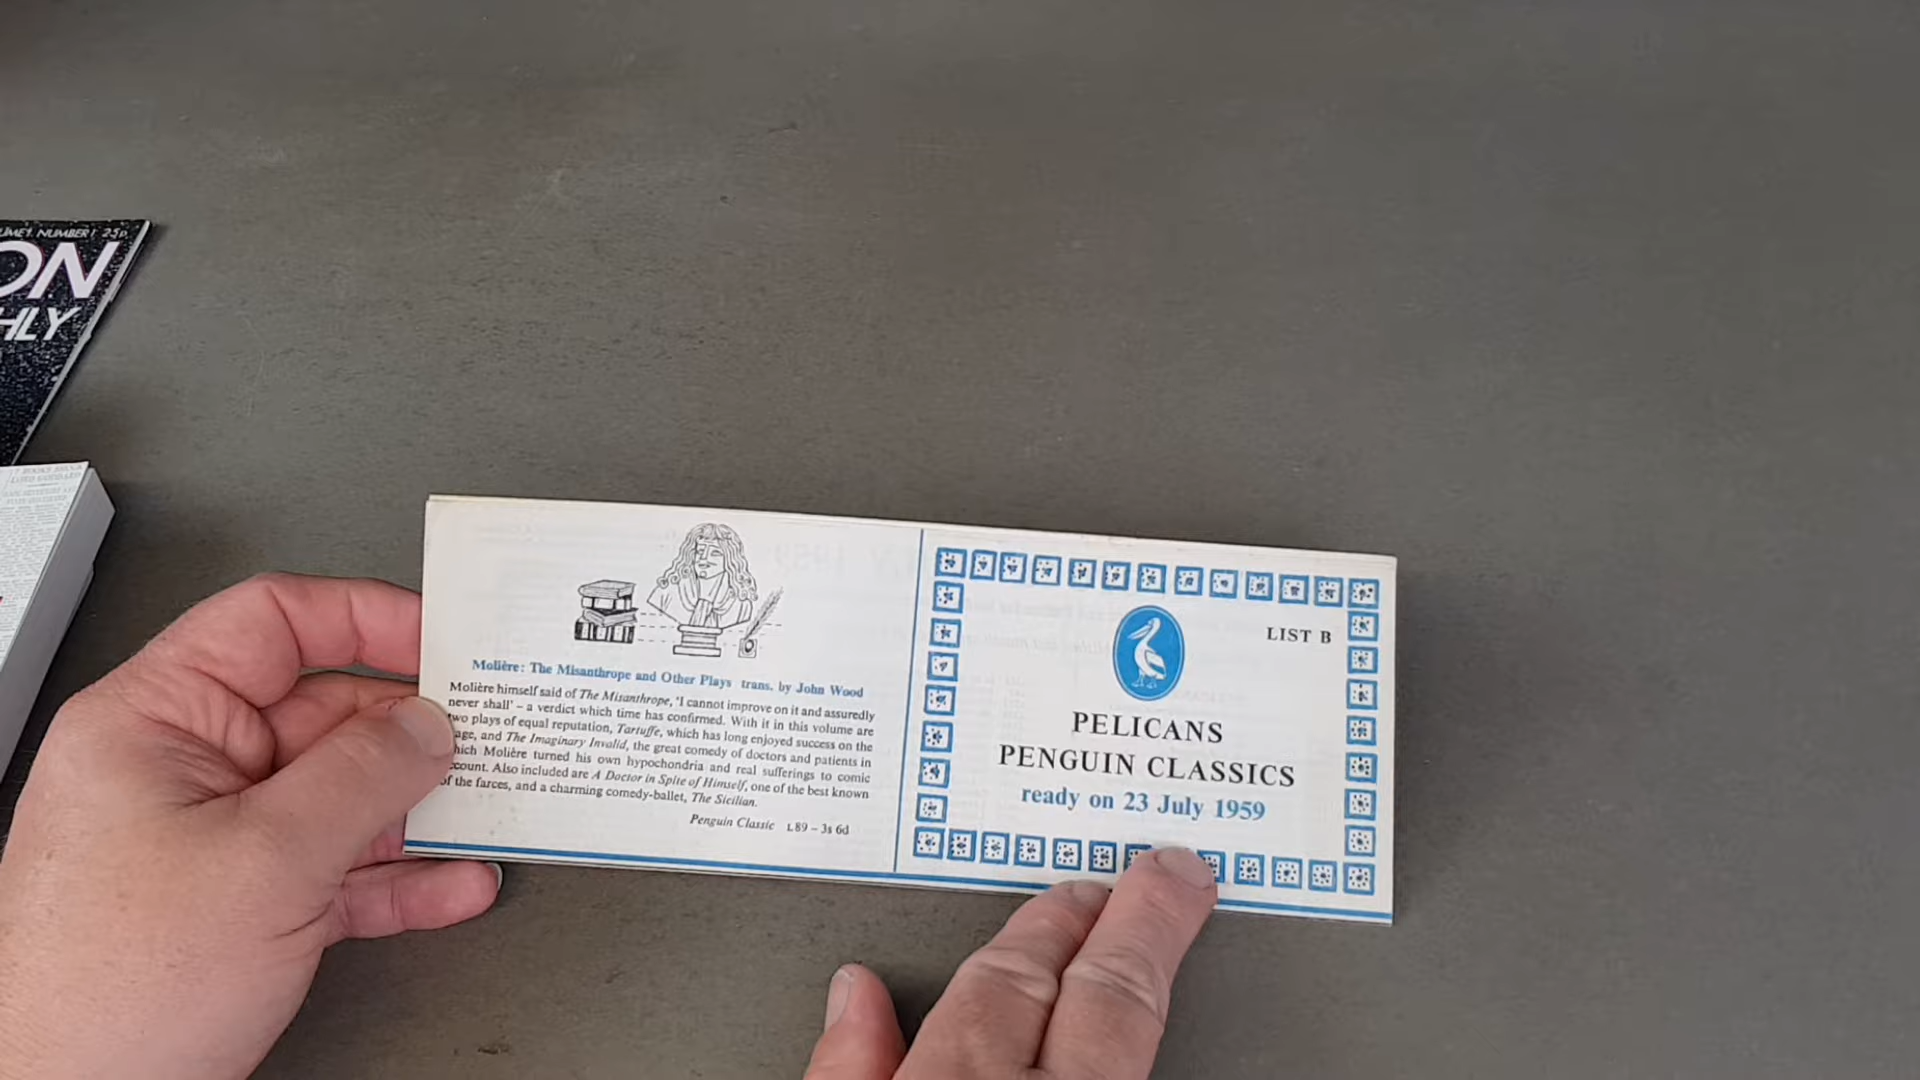 NUMBER 1 25p
ON
HLY
Molière: The Misanthrope and Other Plays trans. by John Wood
Molière himself said of The Misanthrope, 'I cannot improve on it and assuredly
never shall' – a verdict which time has confirmed. With it in this volume are
two plays of equal reputation, Tartuffe, which has long enjoyed success on the
age, and The Imaginary Invalid, the great comedy of doctors and patients in
hich Molière turned his own hypochondria and real sufferings to comic
count. Also included are A Doctor in Spite of Himself, one of the best known
of the farces, and a charming comedy-ballet, The Sicilian.
Penguin Classic L89 – 3s 6d
LIST B
PELICANS
PENGUIN CLASSICS
ready on 23 July 1959